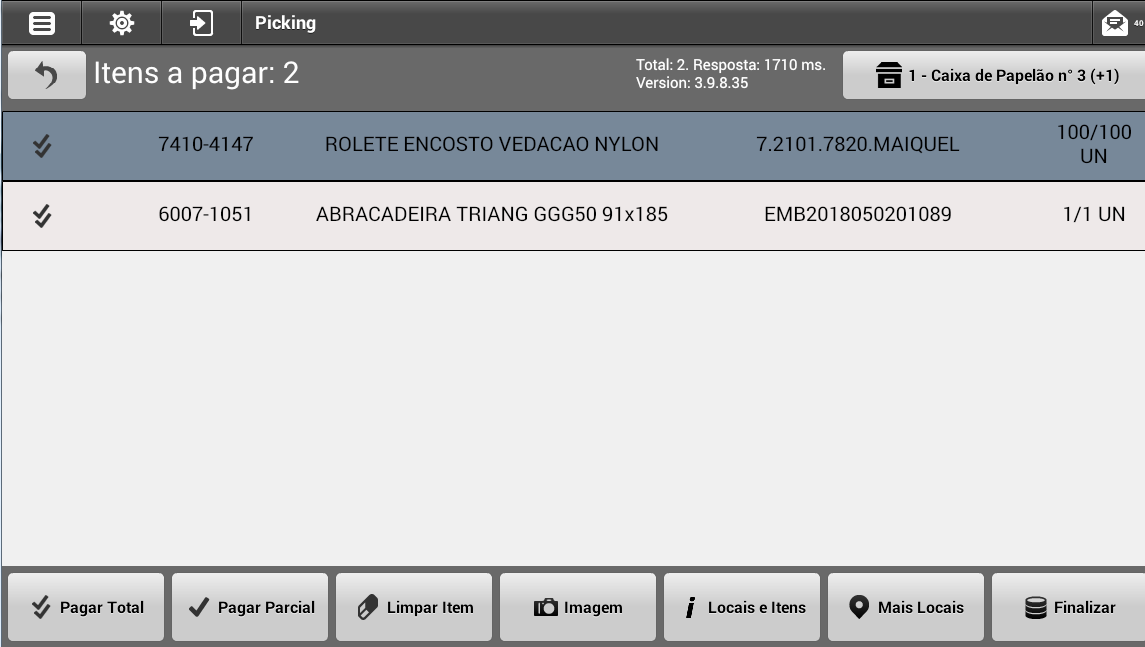 Picking
40
Itens a pagar: 2
Total: 2. Resposta: 1710 ms.
Version: 3.9.8.35
1 - Caixa de Papelão n° 3 (+1)
7410-4147 ROLETE ENCOSTO VEDACAO NYLON 7.2101.7820.MAIQUEL 100/100 UN
6007-1051 ABRACADEIRA TRIANG GGG50 91x185 EMB2018050201089 1/1 UN
Pagar Total
Pagar Parcial
Limpar Item
Imagem
Locais e Itens
Mais Locais
Finalizar